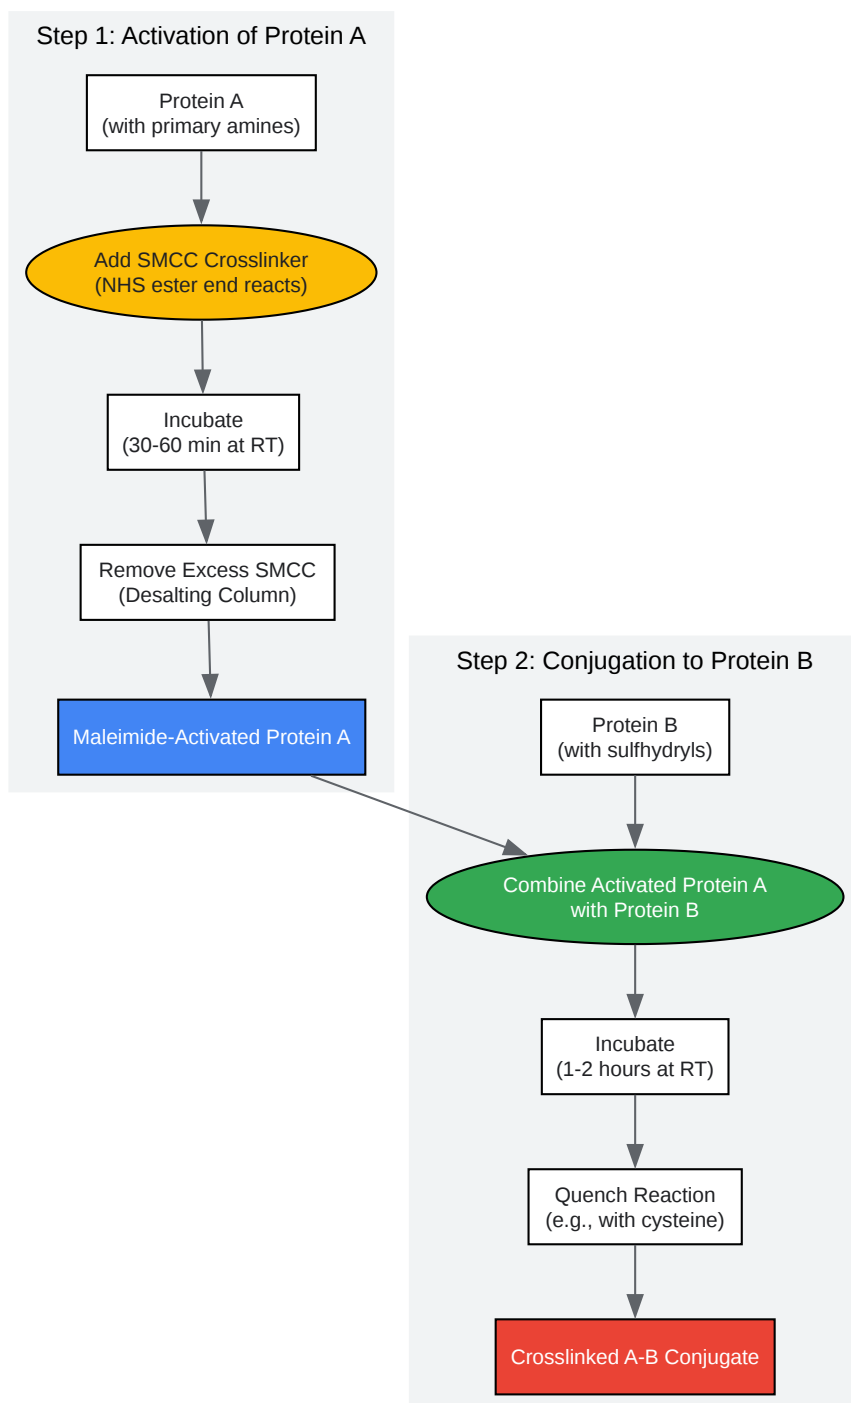 Step 1: Activation of Protein A
Protein A
(with primary amines)
Add SMCC Crosslinker
(NHS ester end reacts)
Incubate
(30-60 min at RT)
Remove Excess SMCC
(Desalting Column)
Maleimide-Activated Protein A
Step 2: Conjugation to Protein B
Protein B
(with sulfhydryls)
Combine Activated Protein A
with Protein B
Incubate
(1-2 hours at RT)
Quench Reaction
(e.g., with cysteine)
Crosslinked A-B Conjugate